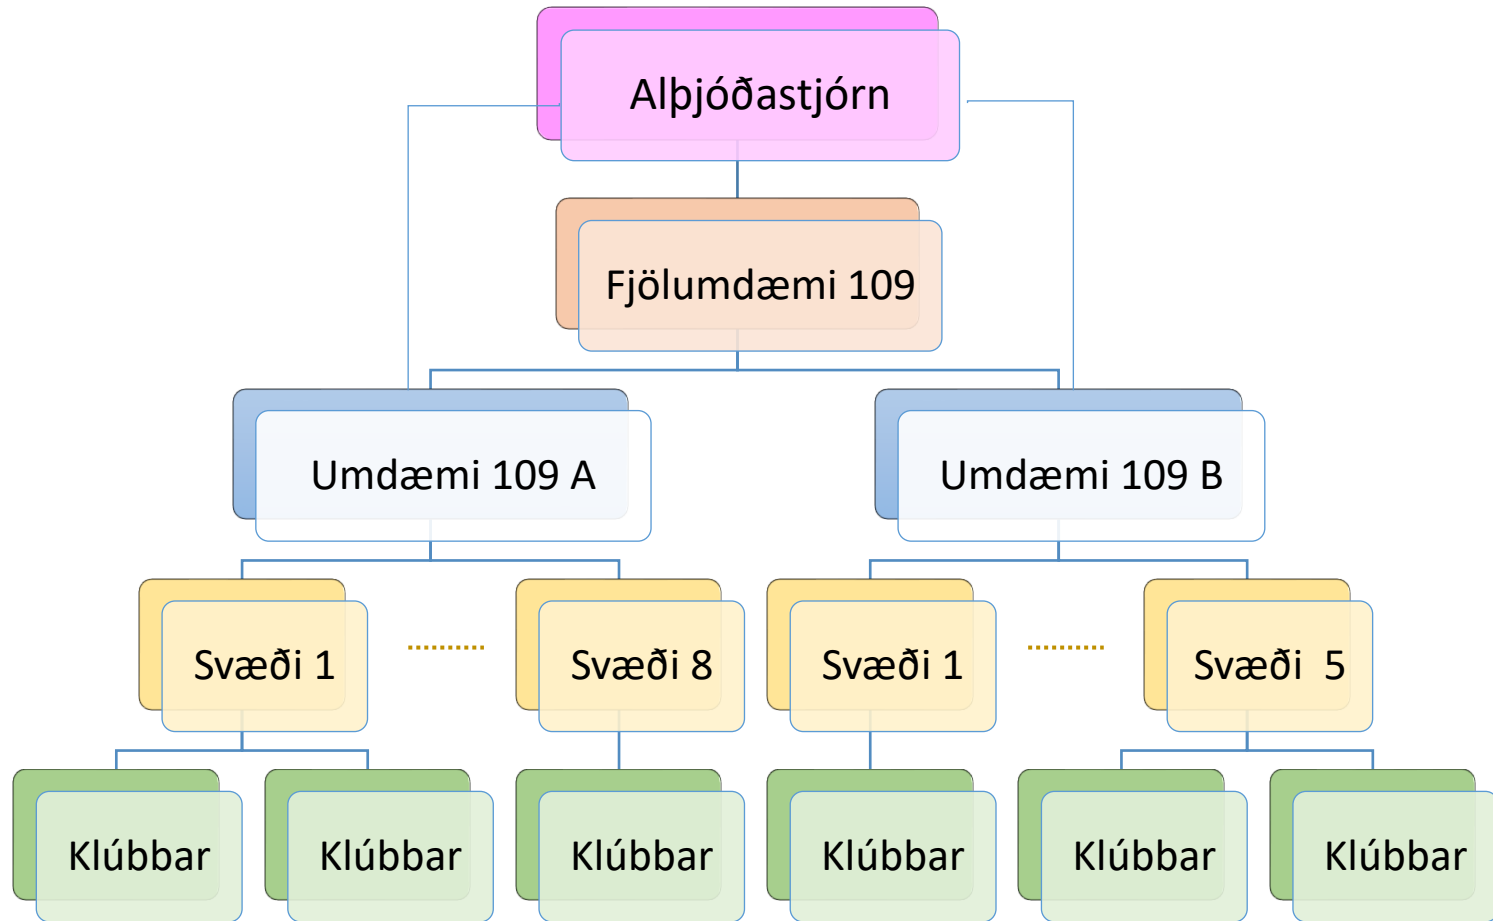 Alþjóðastjórn
Fjölumdæmi 109
Umdæmi 109 A
Umdæmi 109 B
Svæði 1
Svæði 8
Svæði 1
Svæði  5
Klúbbar
Klúbbar
Klúbbar
Klúbbar
Klúbbar
Klúbbar